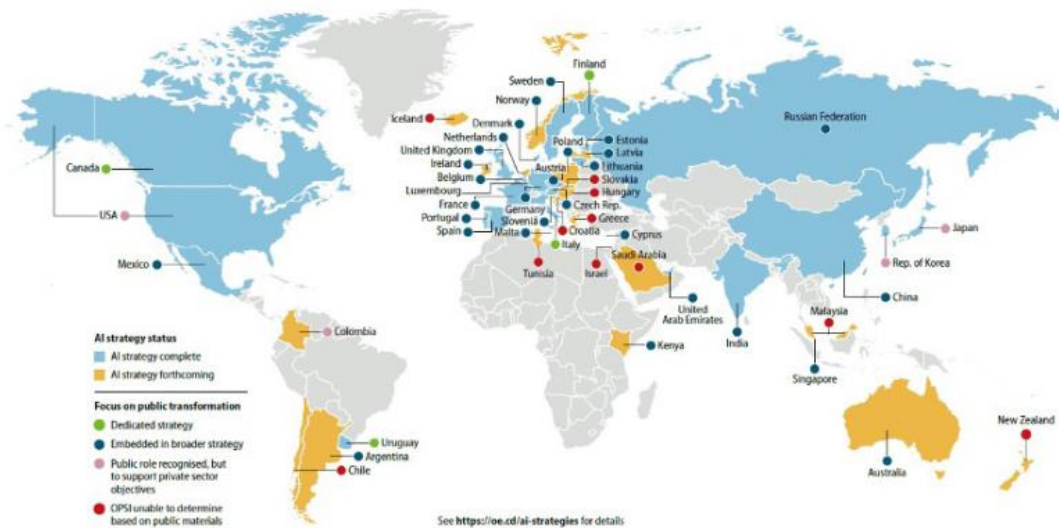 Finland
Sweden
Norway
Iceland
Denmark
Netherlands
United Kingdom
Ireland
Belgium
Luxembourg
France
Portugal
Spain
Germany
Slovenia
Malta
Austria
Poland
Estonia
Latvia
Lithuania
Slovakia
Hungary
Czech Rep.
Greece
Croatia
Italy
Cyprus
Russian Federation
Canada
USA
Mexico
Tunisia
Israel
Saudi Arabia
United
Arab Emirates
Kenya
India
Japan
Rep. of Korea
China
Malaysia
Singapore
Colombia
Uruguay
Argentina
Chile
New Zealand
Australia
AI strategy status
AI strategy complete
AI strategy forthcoming
Focus on public transformation
Dedicated strategy
Embedded in broader strategy
Public role recognised, but
to support private sector
objectives
OPSI unable to determine
based on public materials
See https://oe.cd/ai-strategies for details